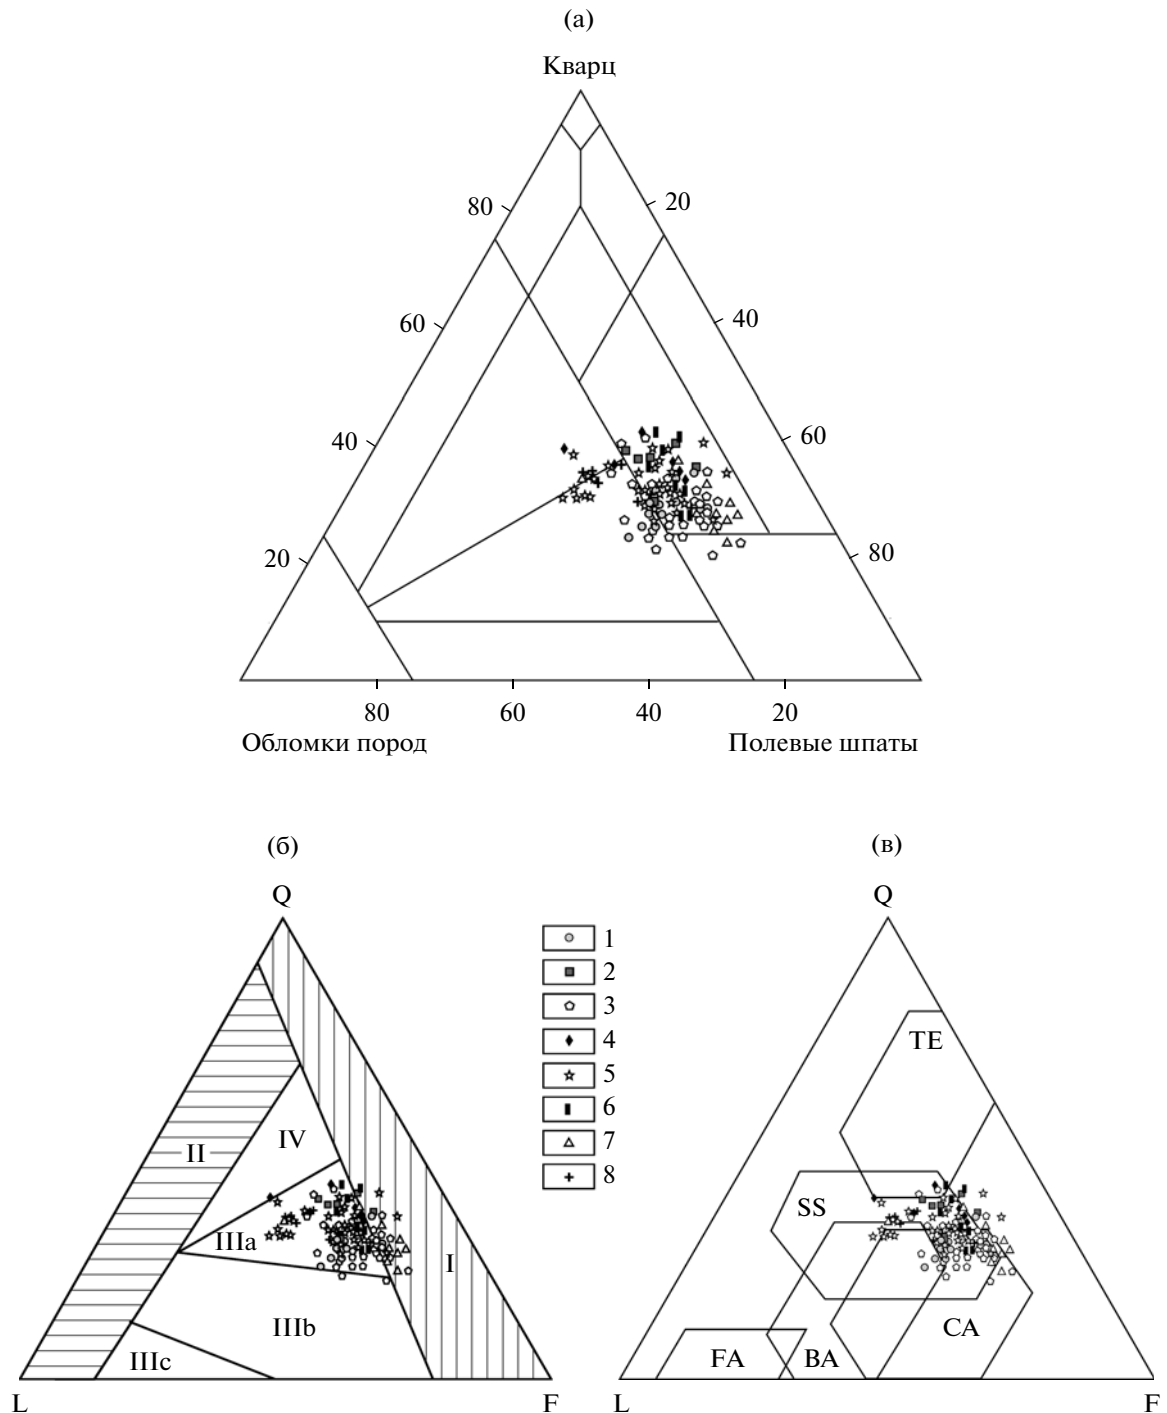 (а)
Кварц
80
20
60
40
40
60
20
80
80
60
40
20
Обломки пород
Полевые шпаты
(б)
(в)
Q
Q
1
2
3
4
5
6
7
8
II
IV
IIIa
I
IIIb
IIIc
L
F
TE
SS
CA
FA
BA
L
F